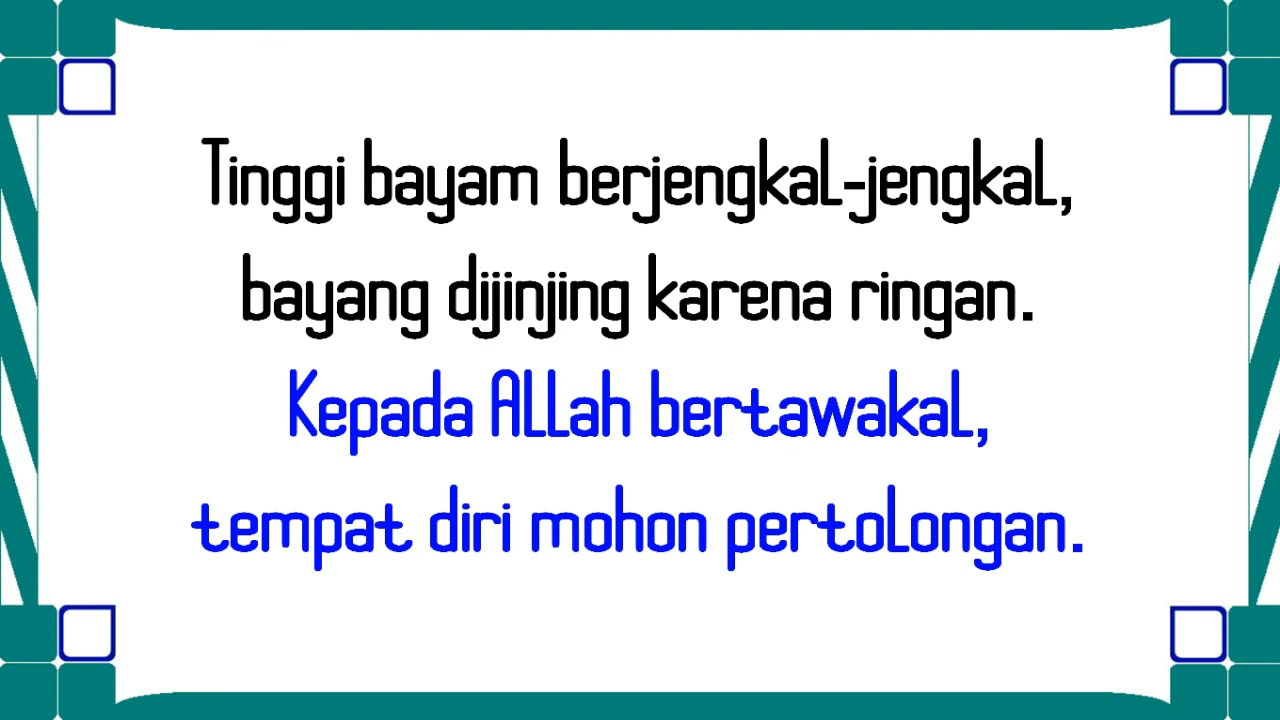 Tinggi bayam berjengkal-jengkal,
bayang dijinjing karena ringan.
Kepada Allah bertawakal,
tempat diri mohon pertolongan.